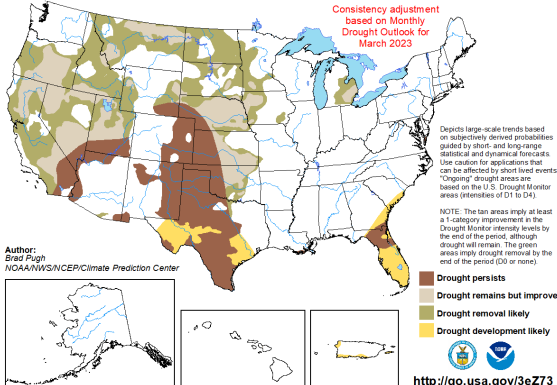 Consistency adjustment
based on Monthly
Drought Outlook for
March 2023
Depicts large-scale trends based
on subjectively derived probabilities
guided by short- and long-range
statistical and dynamical forecasts.
Use caution for applications that
can be affected by short lived events.
"Ongoing" drought areas are
based on the U.S. Drought Monitor
areas (intensities of D1 to D4).
NOTE: The tan areas imply at least
a 1-category improvement in the
Drought Monitor intensity levels by
the end of the period, although
drought will remain. The green
areas imply drought removal by the
end of the period (D0 or none).
Author:
Brad Pugh
NOAA/NWS/NCEP/Climate Prediction Center
Drought persists
Drought remains but improve
Drought removal likely
Drought development likely
http://go.usa.gov/3eZ73